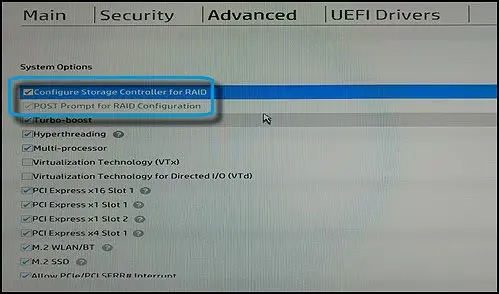 Main Security Advanced UEFI Drivers
System Options
Configure Storage Controller for RAID
POST Prompt for RAID Configuration
Turbo-boost
Hyperthreading ?
Multi-processor
Virtualization Technology (VTx)
Virtualization Technology for Directed I/O (VTd)
PCI Express x16 Slot 1 ?
PCI Express x1 Slot 1 ?
PCI Express x1 Slot 2 ?
PCI Express x4 Slot 1 ?
M.2 WLAN/BT ?
M.2 SSD ?
Allow PCIe/PCI SERR# Interrupt